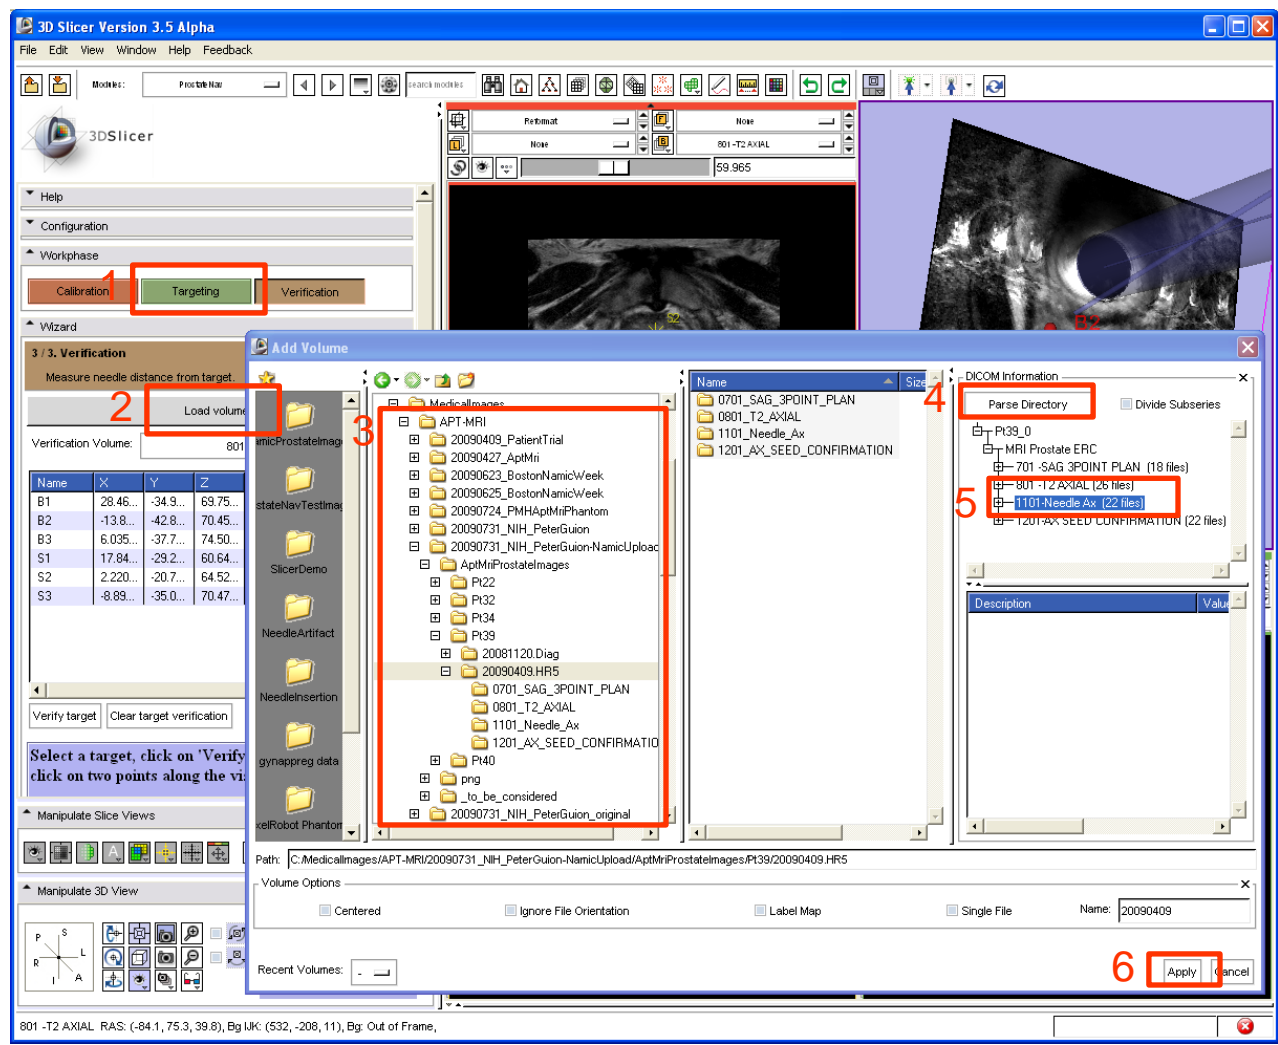 3D Slicer Version 3.5 Alpha
File Edit View Window Help Feedback
Modules: ProstateNav search modules
3DSlicer
Reformat None
None 801 -T2 AXIAL
59.965
Help
Configuration
Workphase
1
Calibration Targeting Verification
Wizard
3 / 3. Verification
Measure needle distance from target.
2
Load volume
Verification Volume: 801
Name X Y Z
B1 28.46... -34.9... 69.75...
B2 -13.8... -42.8... 70.45...
B3 6.035... -37.7... 74.50...
S1 17.84... -29.2... 60.64...
S2 2.220... -20.7... 64.52...
S3 -8.89... -35.0... 70.47...
Verify target Clear target verification
Select a target, click on 'Verify
click on two points along the vi
Manipulate Slice Views
Manipulate 3D View
P S
R L
I A
S2
B2
Add Volume
amicProstateImag
stateNavTestImag
SlicerDemo
NeedleArtifact
NeedleInsertion
gynappreg data
xelRobot Phantom
3
MedicalImages
APT-MRI
20090409_PatientTrial
20090427_AptMri
20090623_BostonNamicWeek
20090625_BostonNamicWeek
20090724_PMHAptMriPhantom
20090731_NIH_PeterGuion
20090731_NIH_PeterGuion-NamicUpload
AptMriProstateImages
Pt22
Pt32
Pt34
Pt39
20081120.Diag
20090409.HR5
0701_SAG_3POINT_PLAN
0801_T2_AXIAL
1101_Needle_Ax
1201_AX_SEED_CONFIRMATIO
Pt40
png
_to_be_considered
20090731_NIH_PeterGuion_original
Name Size
0701_SAG_3POINT_PLAN
0801_T2_AXIAL
1101_Needle_Ax
1201_AX_SEED_CONFIRMATION
DICOM Information
4
Parse Directory Divide Subseries
Pt39_0
MRI Prostate ERC
701 -SAG 3POINT PLAN (18 files)
801 -T2 AXIAL (26 files)
5
1101-Needle Ax (22 files)
1201-AX SEED CONFIRMATION (22 files)
Description Value
Path: C:/MedicalImages/APT-MRI/20090731_NIH_PeterGuion-NamicUpload/AptMriProstateImages/Pt39/20090409.HR5
Volume Options
Centered Ignore File Orientation Label Map Single File Name: 20090409
Recent Volumes: -
6
Apply Cancel
801 -T2 AXIAL RAS: (-84.1, 75.3, 39.8), Bg IJK: (532, -208, 11), Bg: Out of Frame,